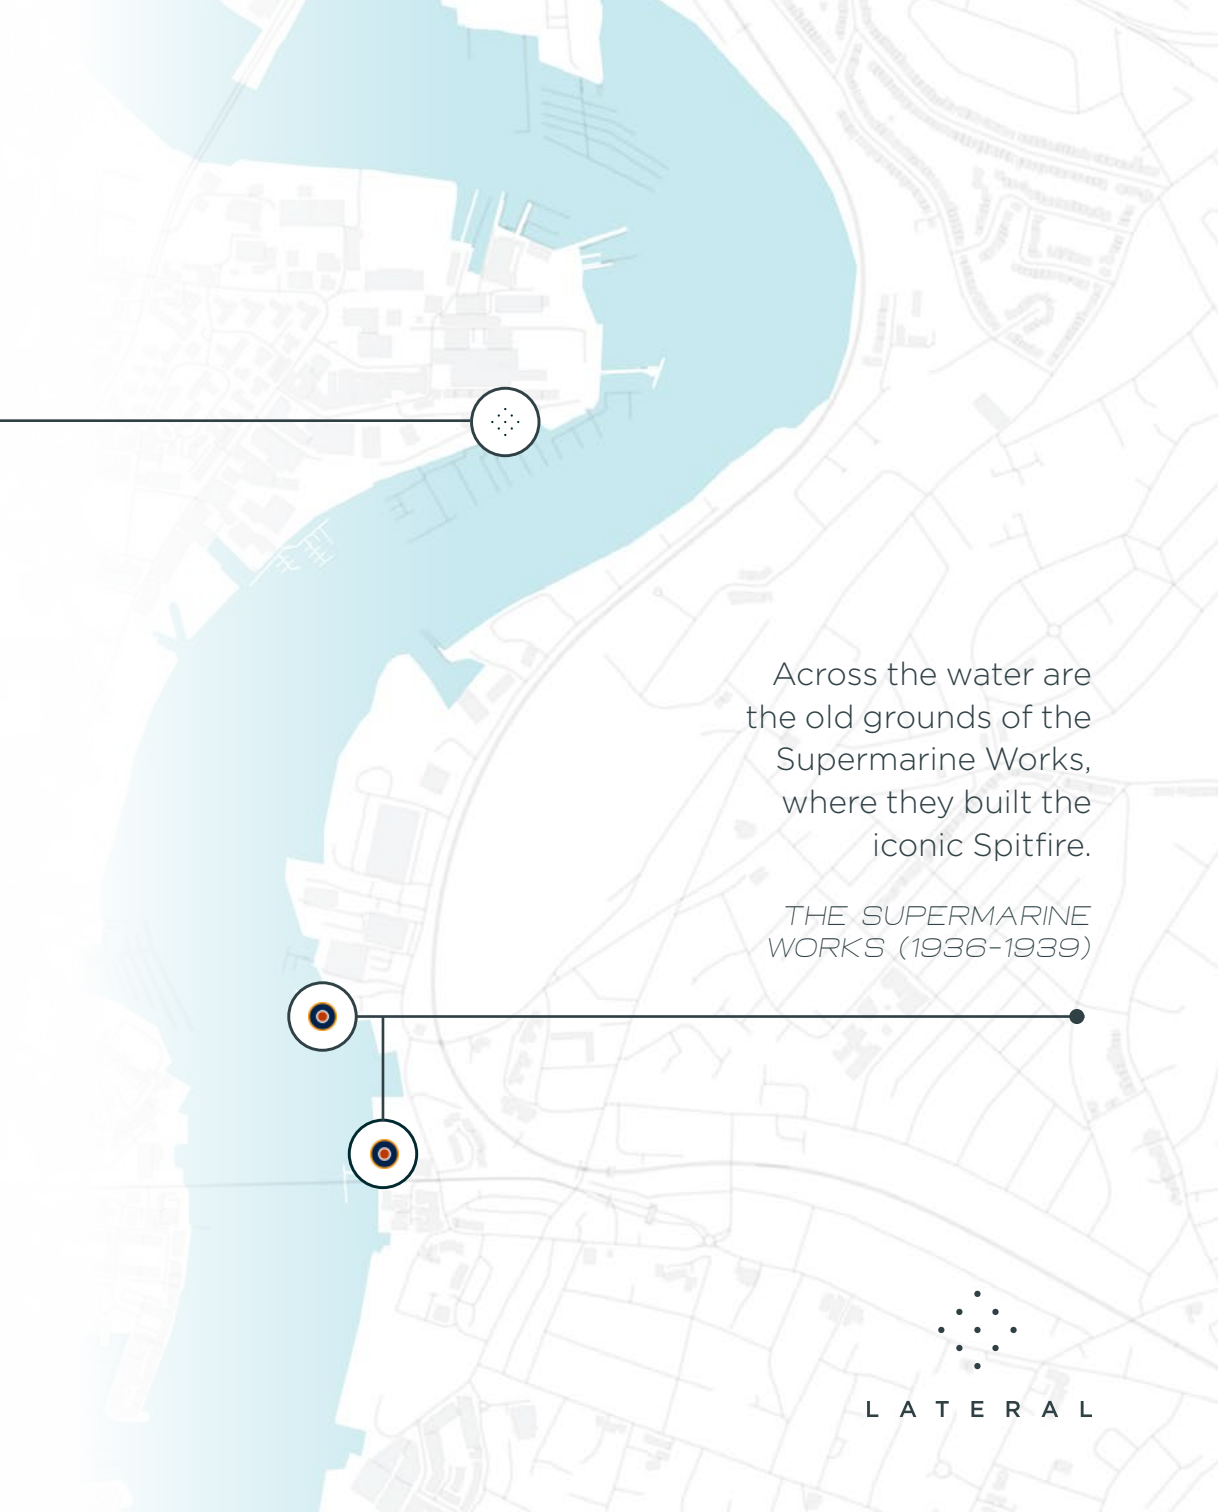 Across the water are
the old grounds of the
Supermarine Works,
where they built the
iconic Spitfire.
THE SUPERMARINE
WORKS (1936-1939)
LATERAL